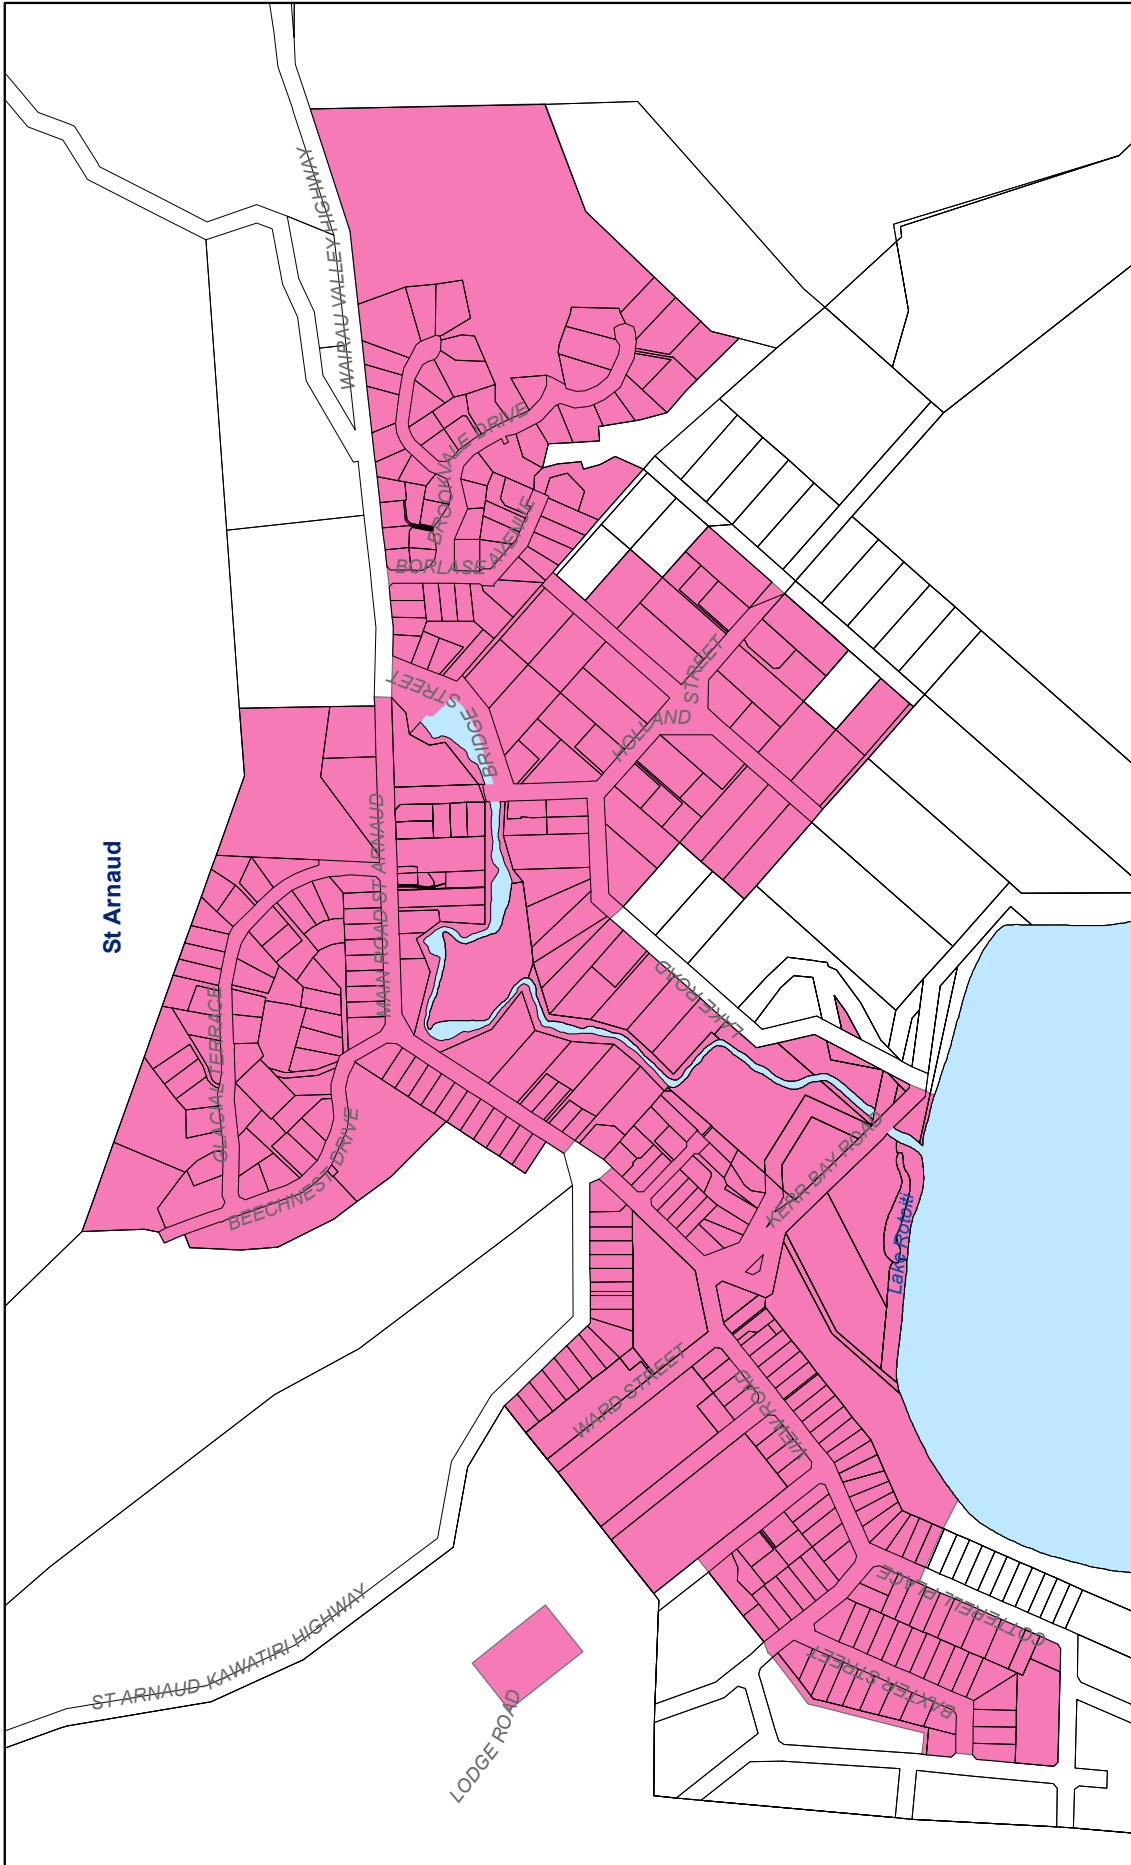 WAIRAU VALLEY HIGHWAY
BROOKVALE DRIVE
BORLASE AVENUE
BRIDGE STREET
HOLLAND STREET
MAIN ROAD ST ARNAUD
St Arnaud
GLACIAL TERRACE
LAKE ROAD
BEECHNEST DRIVE
KERR BAY ROAD
Lake Rotoiti
WARD STREET
VIEW ROAD
COTTERELL PLACE
BAXTER STREET
ST ARNAUD KAWATIRI HIGHWAY
LODGE ROAD